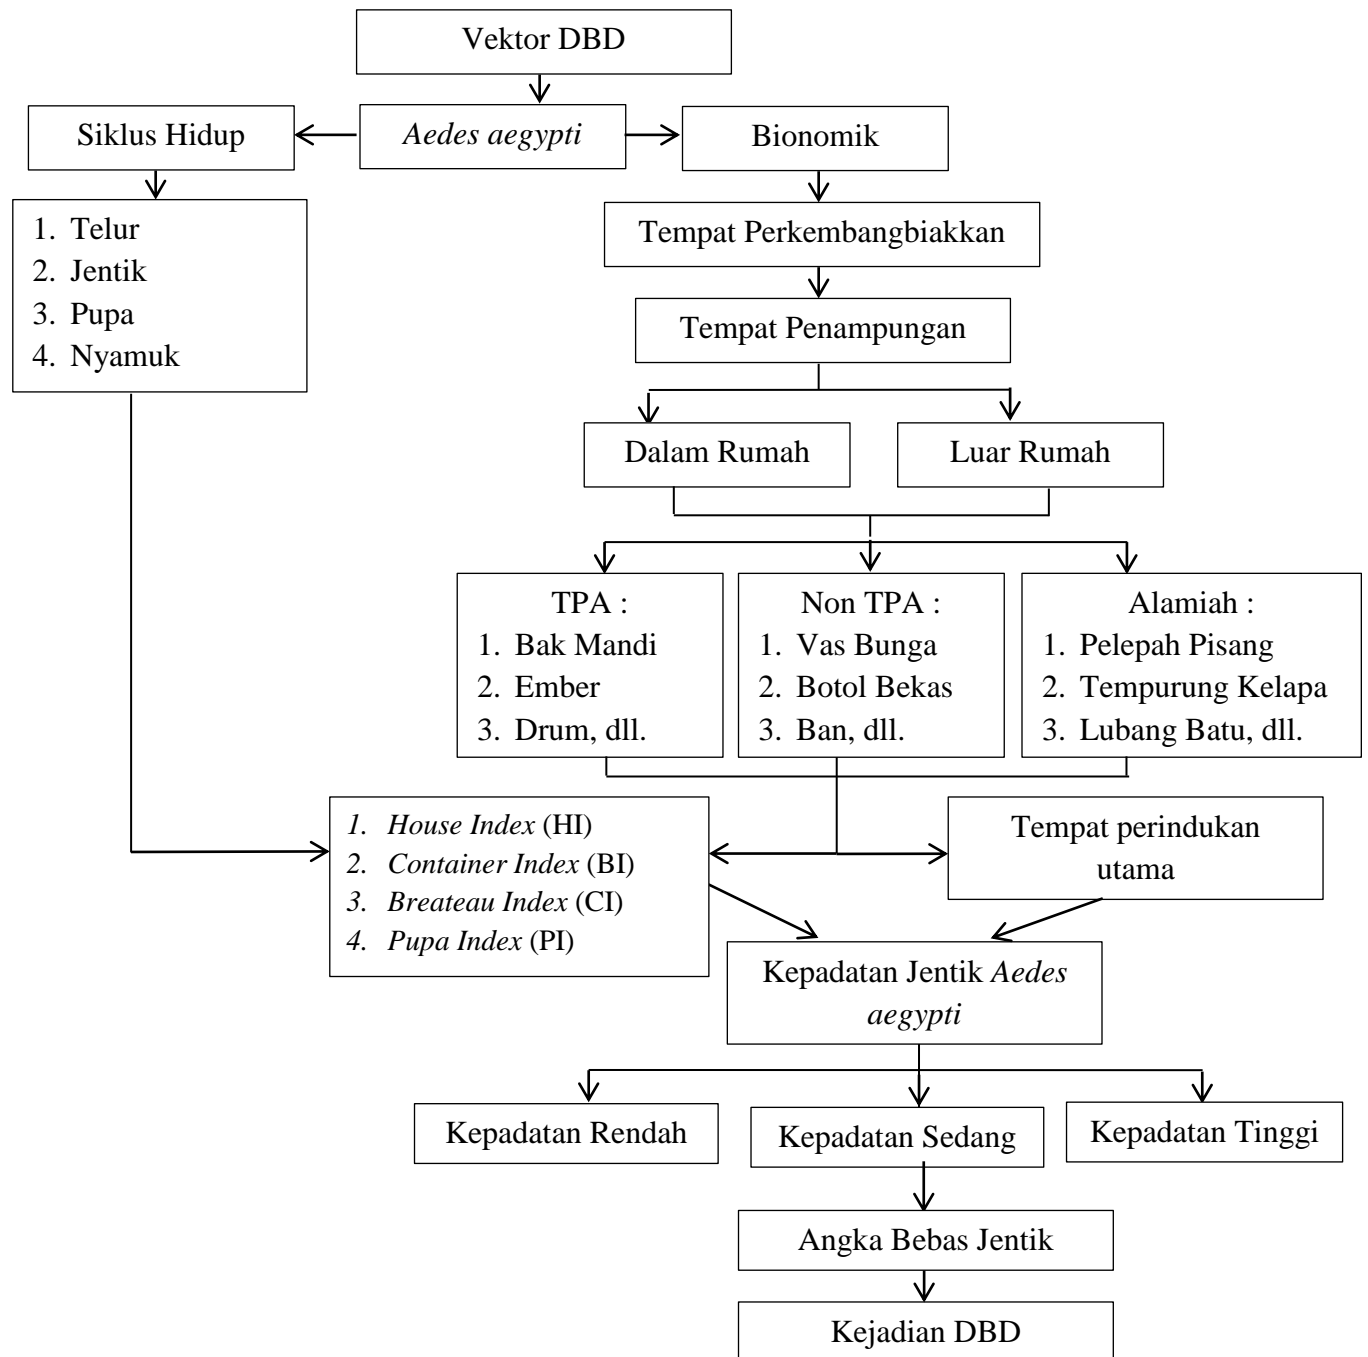 Vektor DBD
Siklus Hidup
Aedes aegypti
Bionomik
1. Telur
2. Jentik
3. Pupa
4. Nyamuk
Tempat Perkembangbiakkan
Tempat Penampungan
Dalam Rumah
Luar Rumah
TPA :
1. Bak Mandi
2. Ember
3. Drum, dll.
Non TPA :
1. Vas Bunga
2. Botol Bekas
3. Ban, dll.
Alamiah :
1. Pelepah Pisang
2. Tempurung Kelapa
3. Lubang Batu, dll.
1. House Index (HI)
2. Container Index (BI)
3. Breateau Index (CI)
4. Pupa Index (PI)
Tempat perindukan
utama
Kepadatan Jentik Aedes
aegypti
Kepadatan Rendah
Kepadatan Sedang
Kepadatan Tinggi
Angka Bebas Jentik
Kejadian DBD